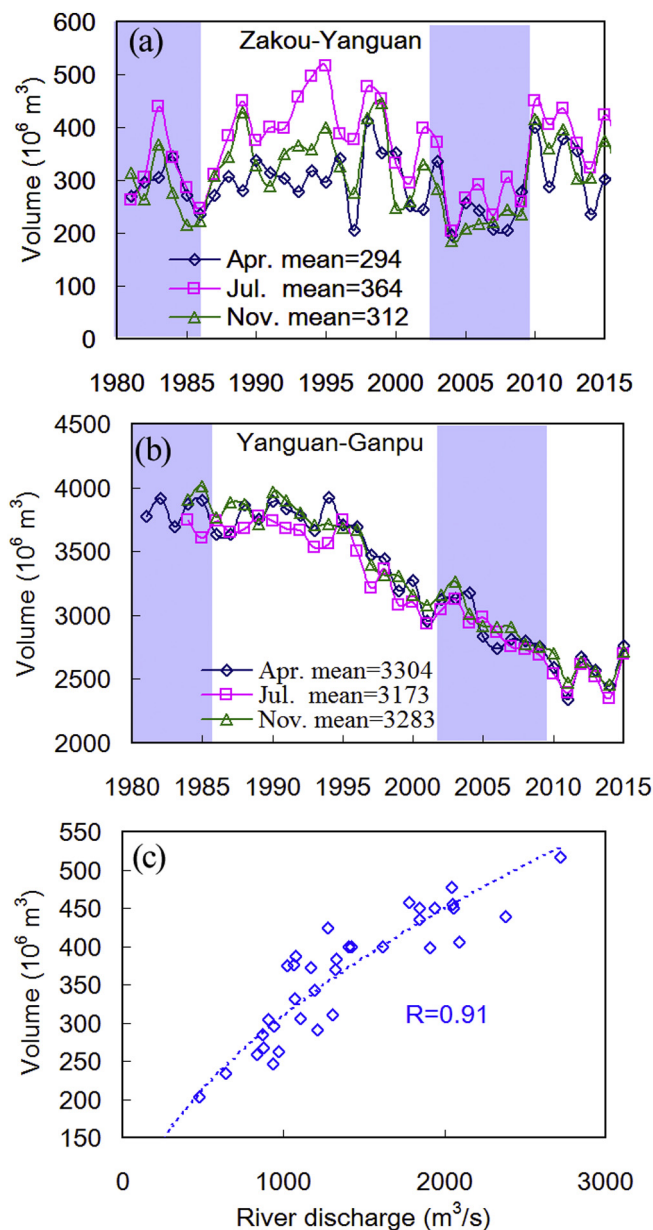 (a) Zakou-Yanguan
Volume (10⁶ m³)
600
500
400
300
200
100
0
Apr. mean=294
Jul. mean=364
Nov. mean=312
1980 1985 1990 1995 2000 2005 2010 2015
(b) Yanguan-Ganpu
Volume (10⁶ m³)
4500
4000
3500
3000
2500
2000
Apr. mean=3304
Jul. mean=3173
Nov. mean=3283
1980 1985 1990 1995 2000 2005 2010 2015
(c)
Volume (10⁶ m³)
550
500
450
400
350
300
250
200
150
R=0.91
0 1000 2000 3000
River discharge (m³/s)